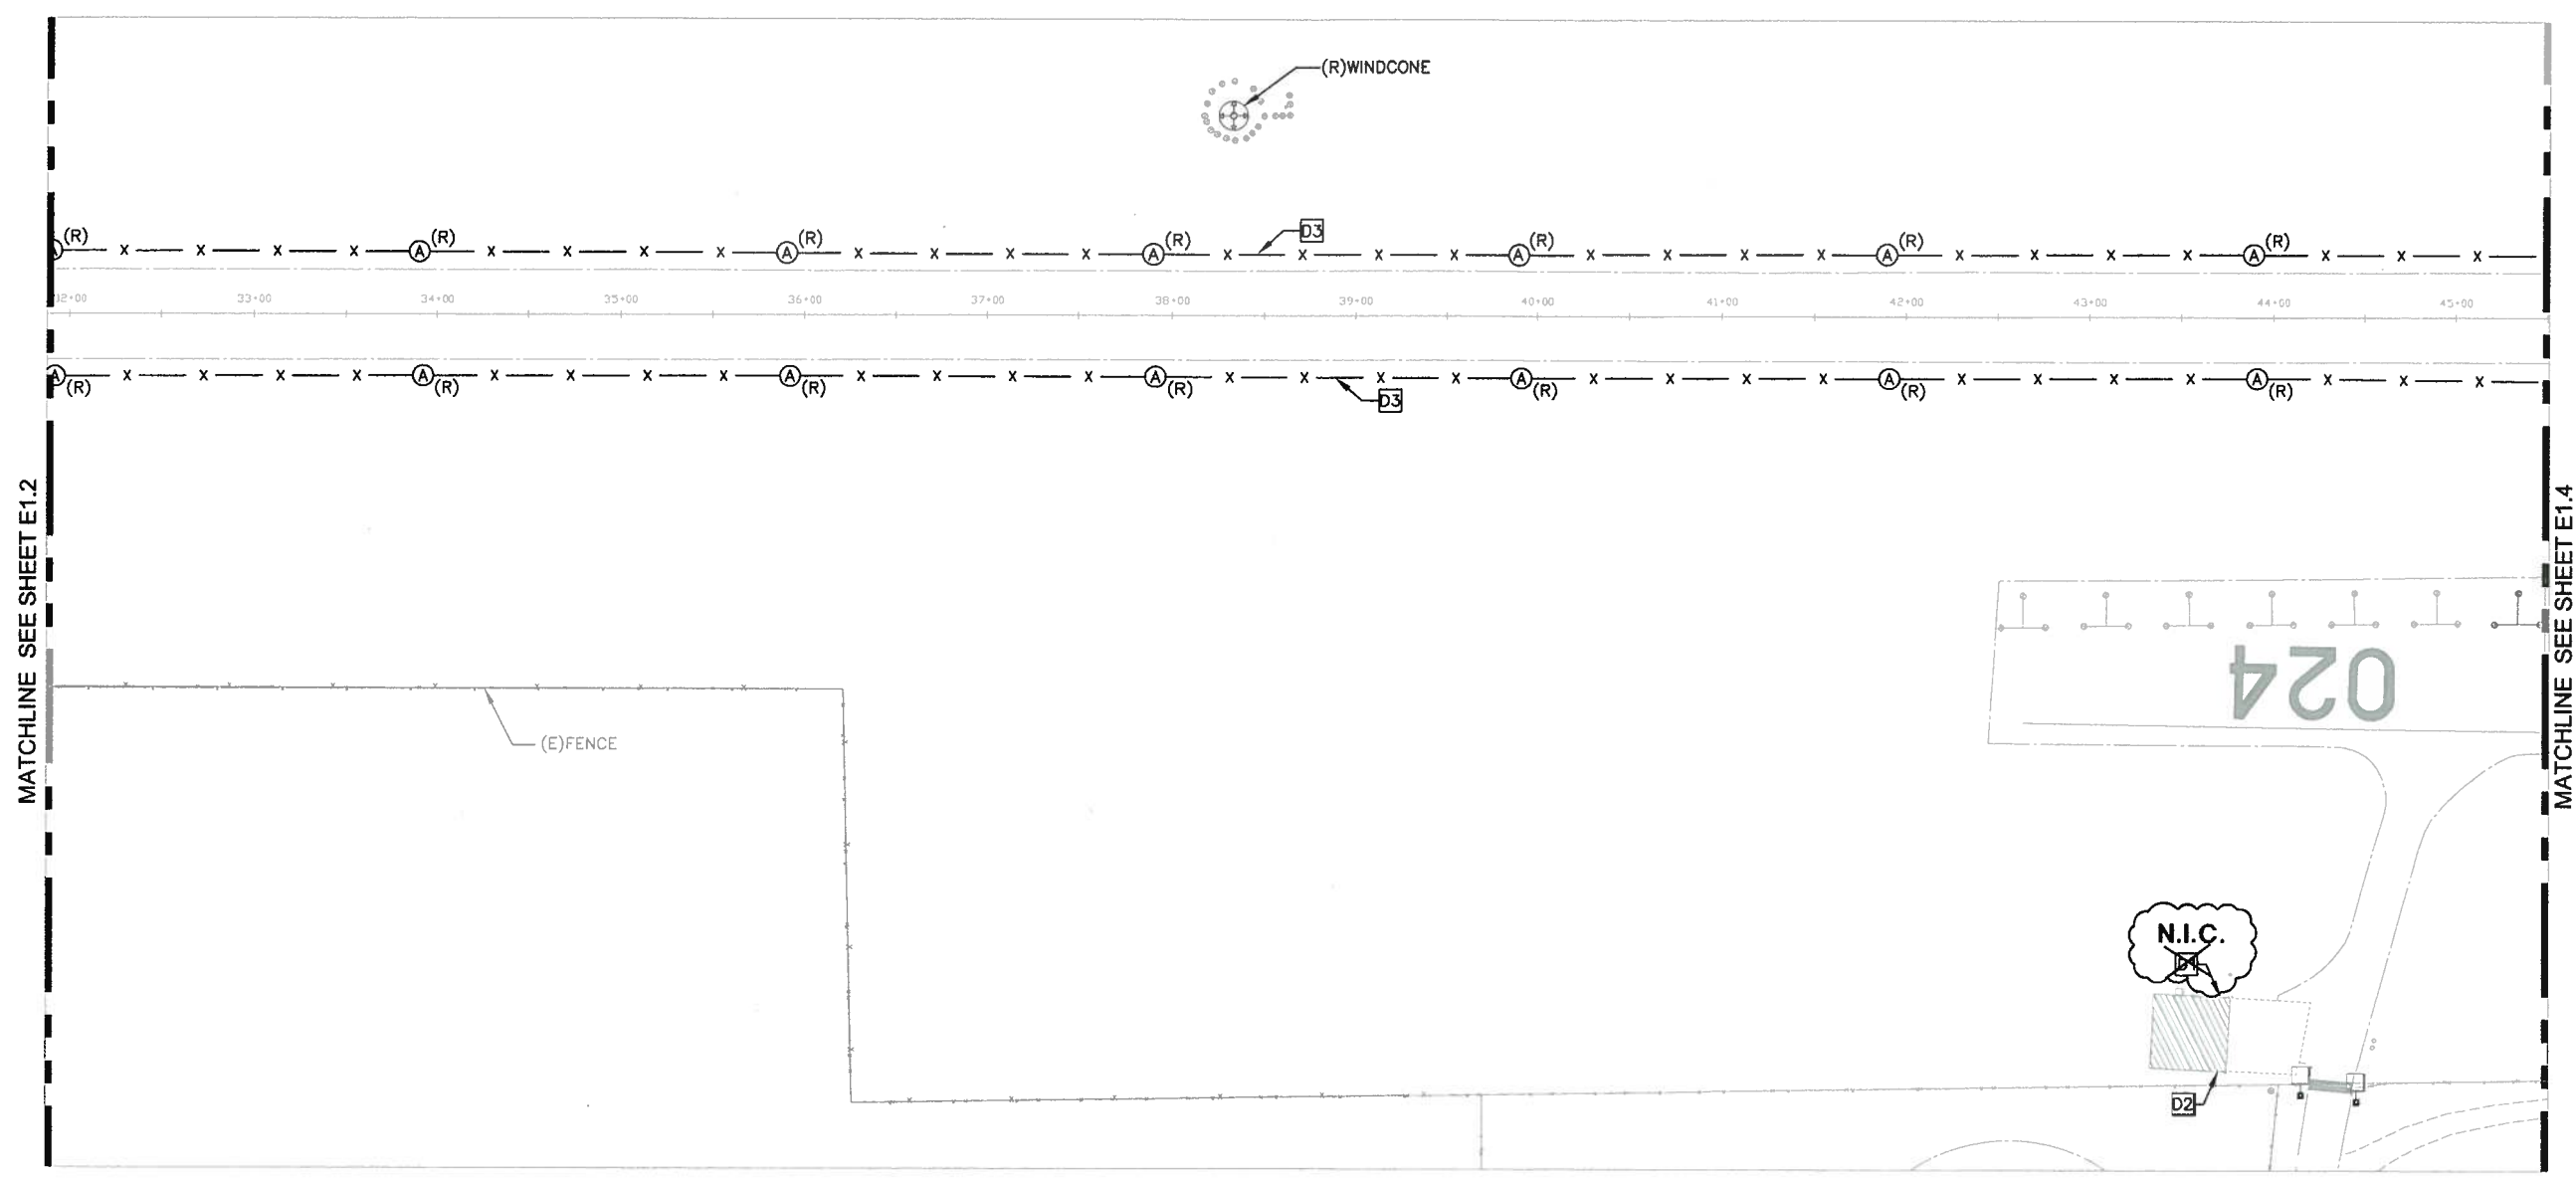 (R)WINDCONE
(R) (R) (R) (R) (R) (R) (R)
D3
A A A A A A
32+00 33+00 34+00 35+00 36+00 37+00 38+00 39+00 40+00 41+00 42+00 43+00 44+00 45+00
A A A A A A A
(R) (R) (R) (R) (R) (R) (R)
D3
MATCHLINE SEE SHEET E1.2
MATCHLINE SEE SHEET E1.4
024
(E)FENCE
N.I.C.
D1
D2